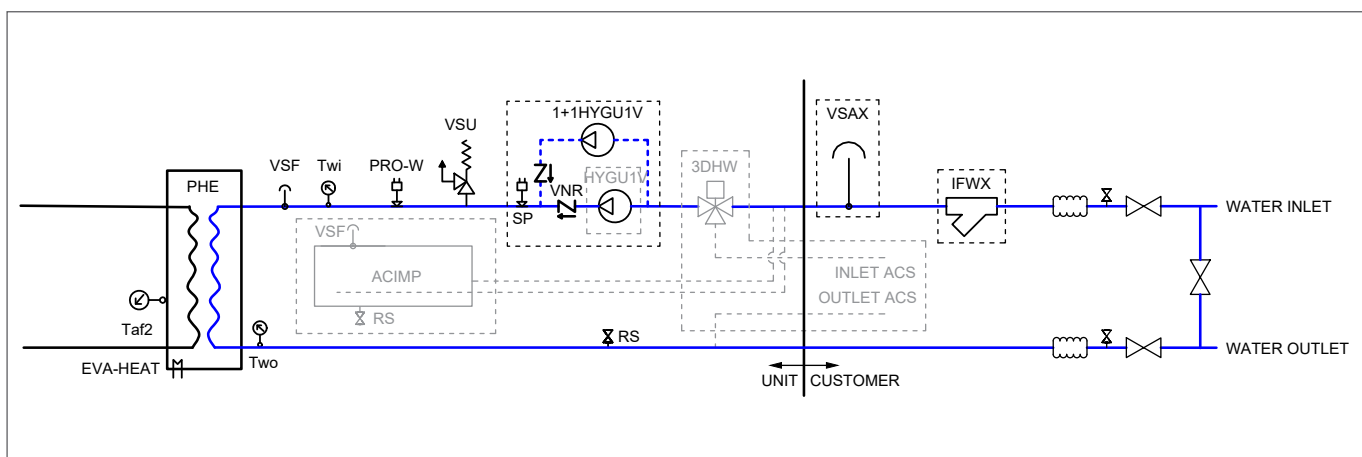 1+1HYGU1V
VSAX
VSU
3DHW
VSF
Twi
PRO-W
HYGU1V
IFWX
PHE
VNR
SP
WATER INLET
VSF
ACIMP
INLET ACS
OUTLET ACS
RS
Taf2
RS
WATER OUTLET
EVA-HEAT
Two
UNIT
CUSTOMER